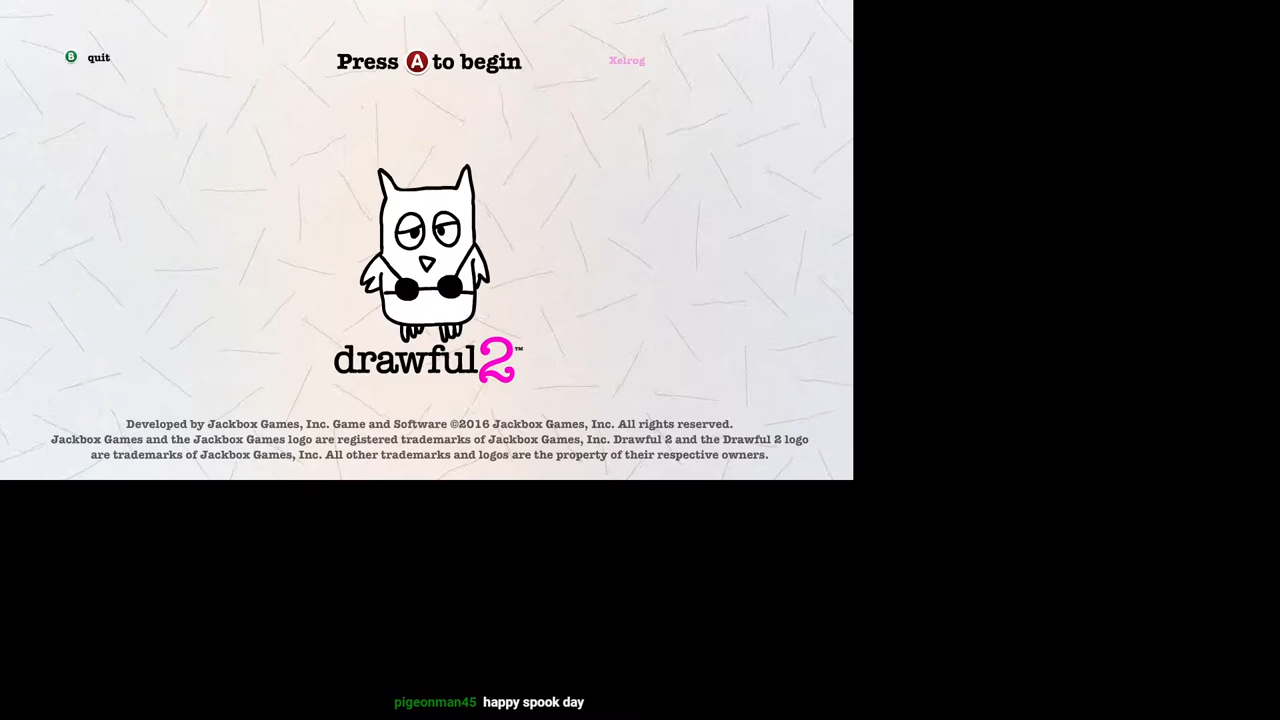 B quit
Press A to begin
Xelrog
drawful2™
Developed by Jackbox Games, Inc. Game and Software ©2016 Jackbox Games, Inc. All rights reserved.
Jackbox Games and the Jackbox Games logo are registered trademarks of Jackbox Games, Inc. Drawful 2 and the Drawful 2 logo
are trademarks of Jackbox Games, Inc. All other trademarks and logos are the property of their respective owners.
pigeonman45 happy spook day